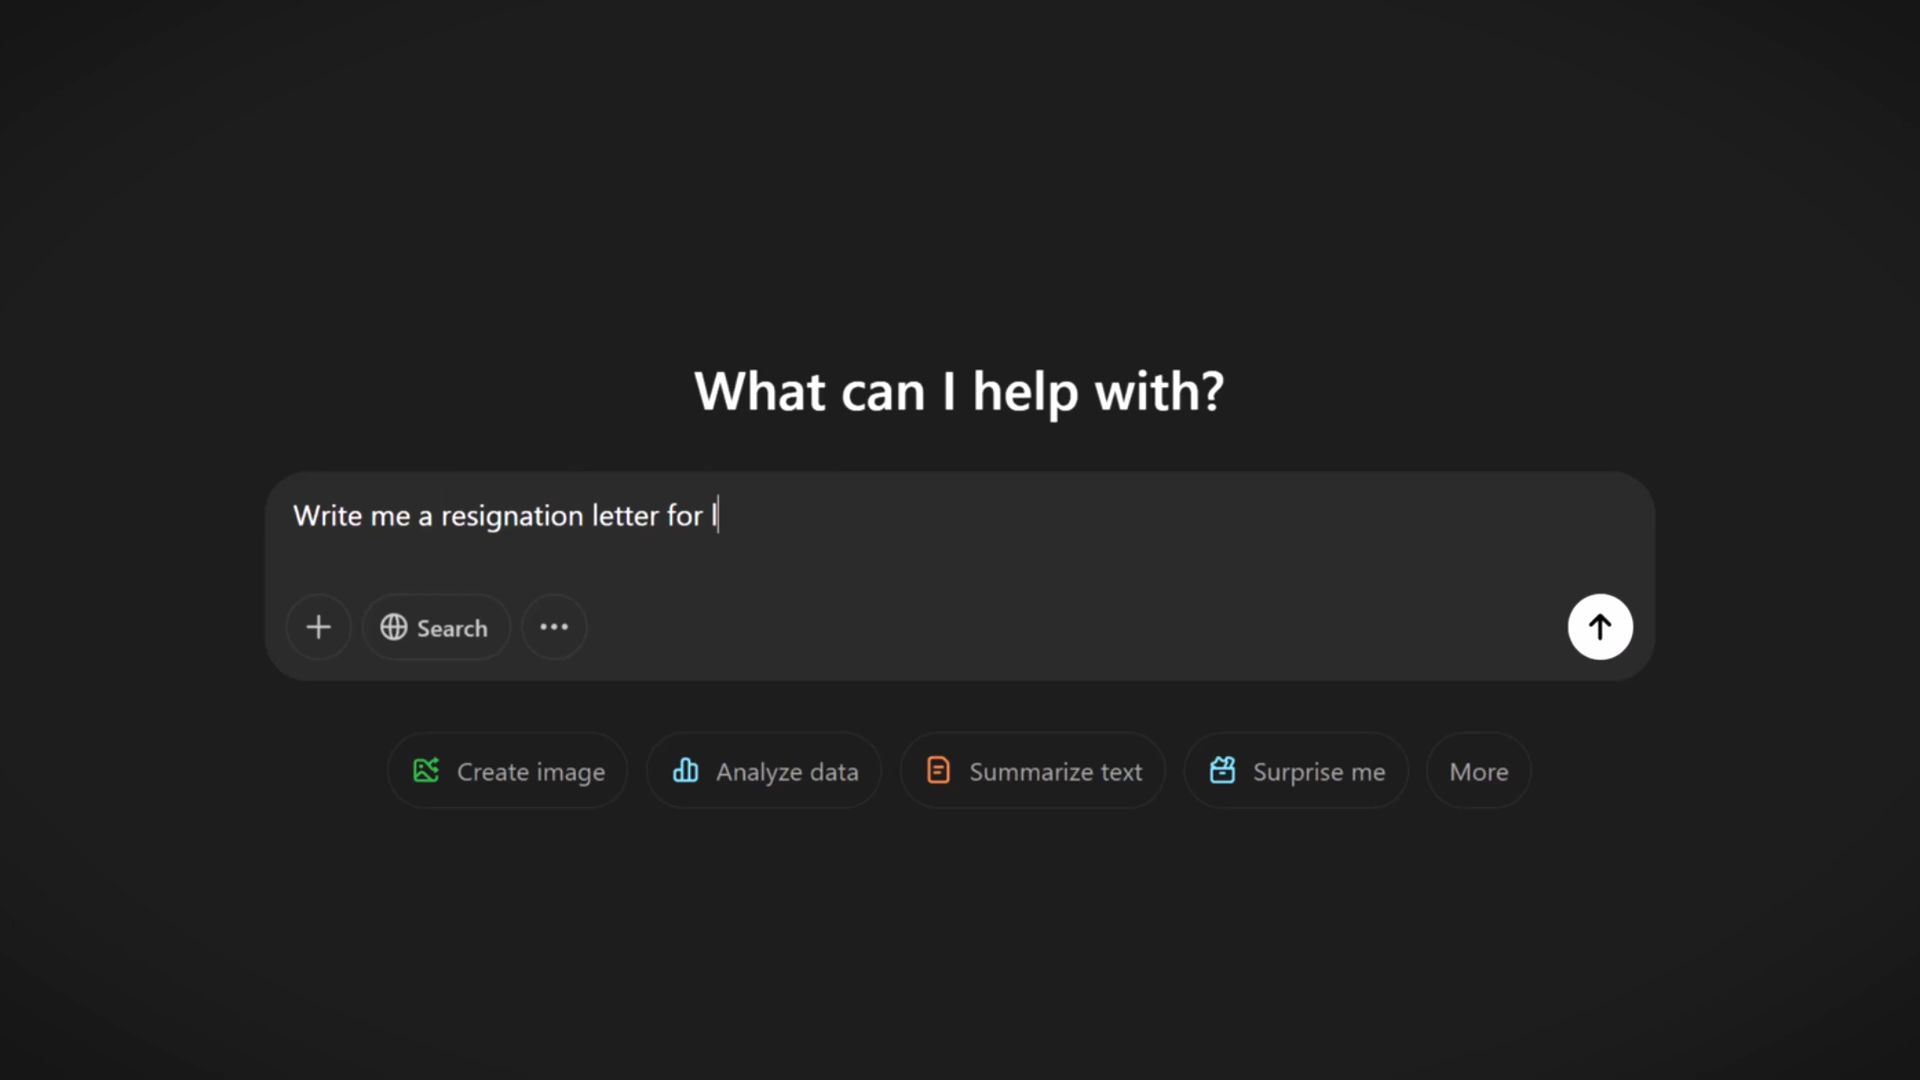 What can I help with?
Write me a resignation letter for l
Search
Create image
Analyze data
Summarize text
Surprise me
More